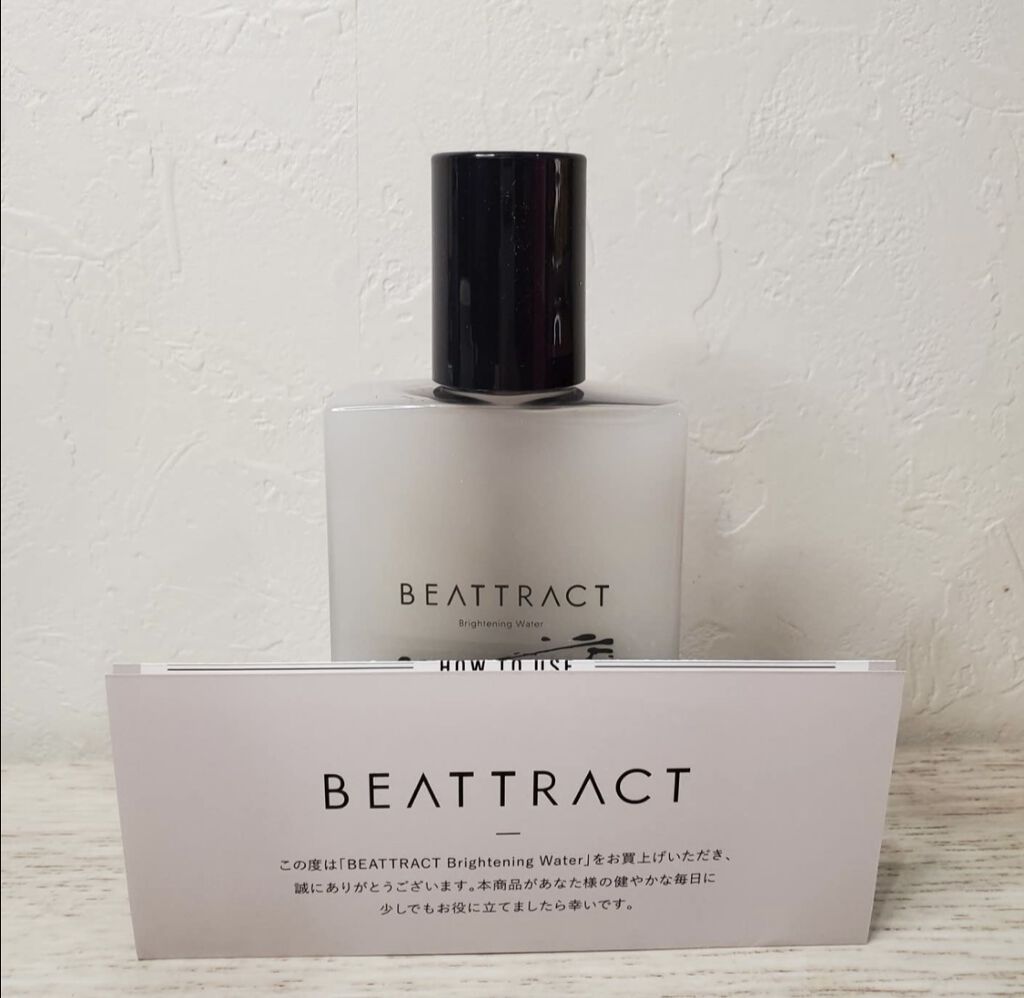 BEATTRACT
Brightening Water
HOW TO USE
BEATTRACT
この度は「BEATTRACT Brightening Water」をお買上げいただき、
誠にありがとうございます。本商品があなた様の健やかな毎日に
少しでもお役に立てましたら幸いです。